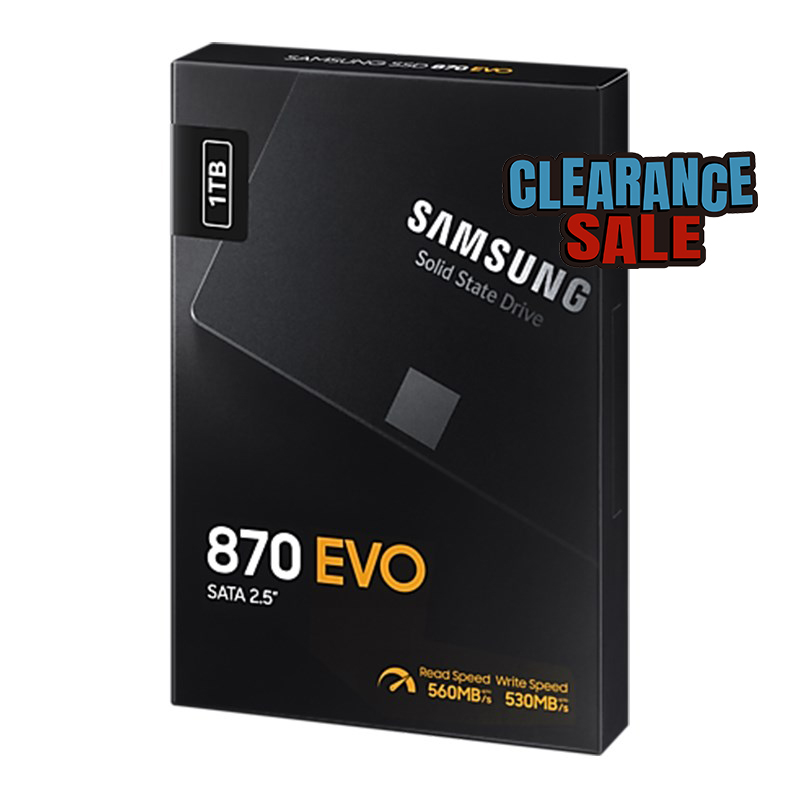 SAMSUNG SSD 870 EVO
1TB
CLEARANCE
SALE
SAMSUNG
Solid State Drive
870 EVO
SATA 2.5"
Read Speed Write Speed
560MB/s 530MB/s